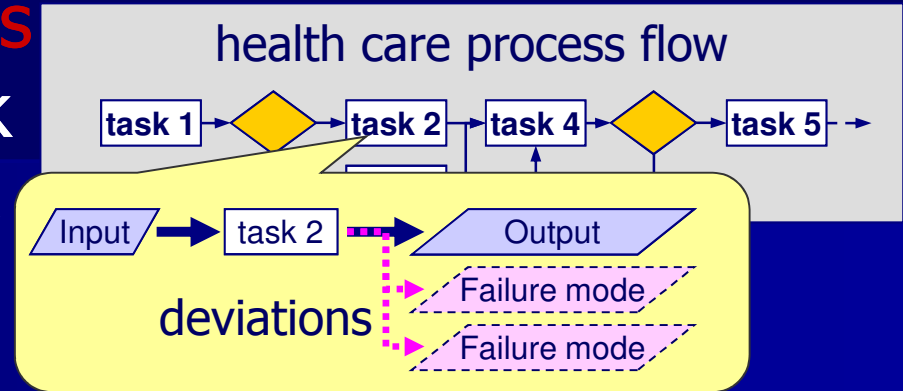 S
K
health care process flow
task 1 task 2 task 4 task 5
Input task 2 Output
Failure mode
deviations
Failure mode